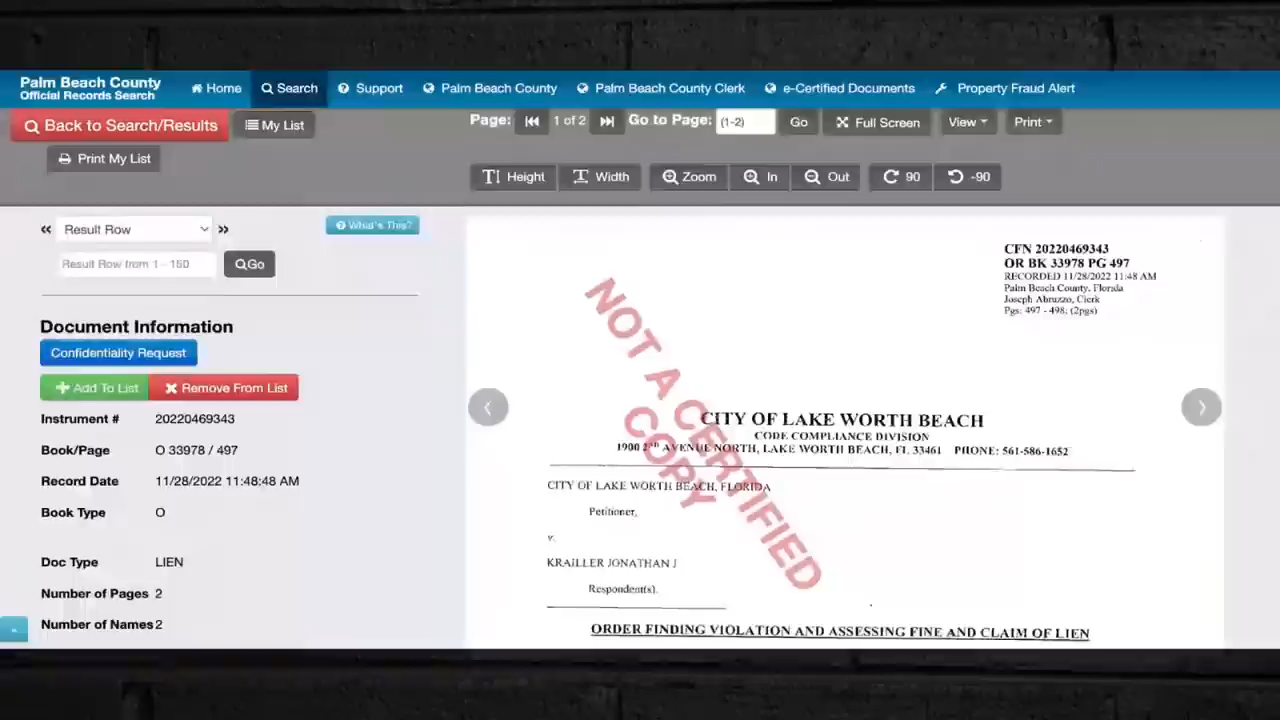 Palm Beach County
Official Records Search
Home Search Support Palm Beach County Palm Beach County Clerk e-Certified Documents Property Fraud Alert
Back to Search/Results My List
Print My List
Page: 1 of 2 Go to Page: (1-2) Go Full Screen View Print
Height Width Zoom In Out 90 -90
« Result Row » What's This?
Result Row from 1 - 150 Go
Document Information
Confidentiality Request
Add To List Remove From List
Instrument # 20220469343
Book/Page O 33978 / 497
Record Date 11/28/2022 11:48:48 AM
Book Type O
Doc Type LIEN
Number of Pages 2
Number of Names 2
«
CFN 20220469343
OR BK 33978 PG 497
RECORDED 11/28/2022 11:48 AM
Palm Beach County, Florida
Joseph Abruzzo, Clerk
Pgs: 497 - 498; (2pgs)
NOT A CERTIFIED
COPY
CITY OF LAKE WORTH BEACH
CODE COMPLIANCE DIVISION
1900 2ND AVENUE NORTH, LAKE WORTH BEACH, FL 33461 PHONE: 561-586-1652
CITY OF LAKE WORTH BEACH, FLORIDA
Petitioner,
v.
KRAILLER JONATHAN J
Respondent(s).
ORDER FINDING VIOLATION AND ASSESSING FINE AND CLAIM OF LIEN